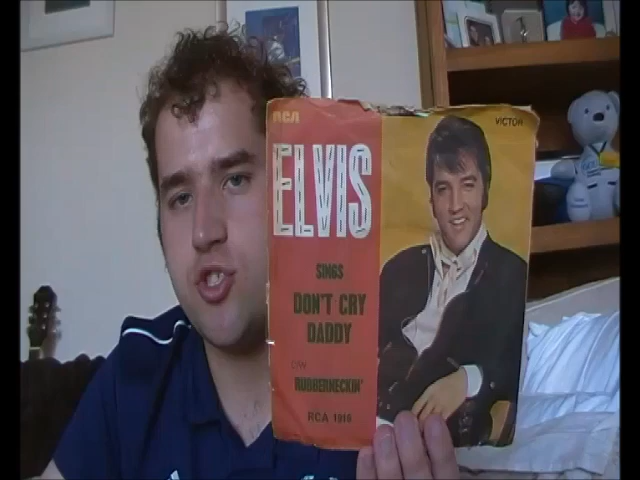 RCA
VICTOR
ELVIS
SINGS
DON'T CRY
DADDY
C/W
RUBBERNECKIN'
RCA 1916